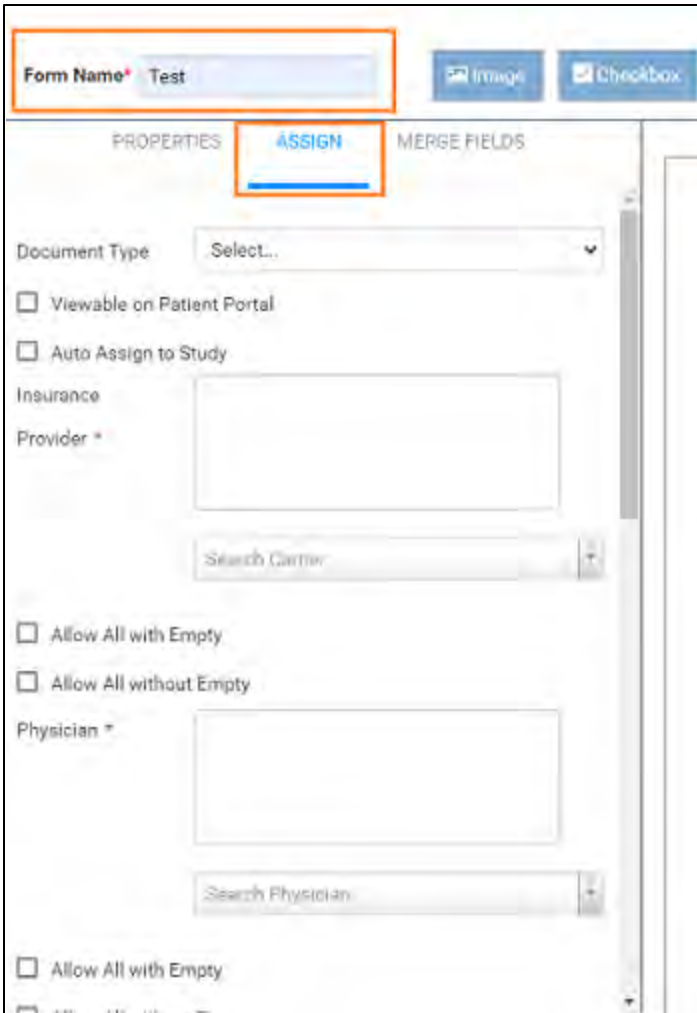 Form Name* Test Image Checkbox
PROPERTIES ASSIGN MERGE FIELDS
Document Type Select...
Viewable on Patient Portal
Auto Assign to Study
Insurance
Provider *
Search Carrier
Allow All with Empty
Allow All without Empty
Physician *
Search Physician
Allow All with Empty